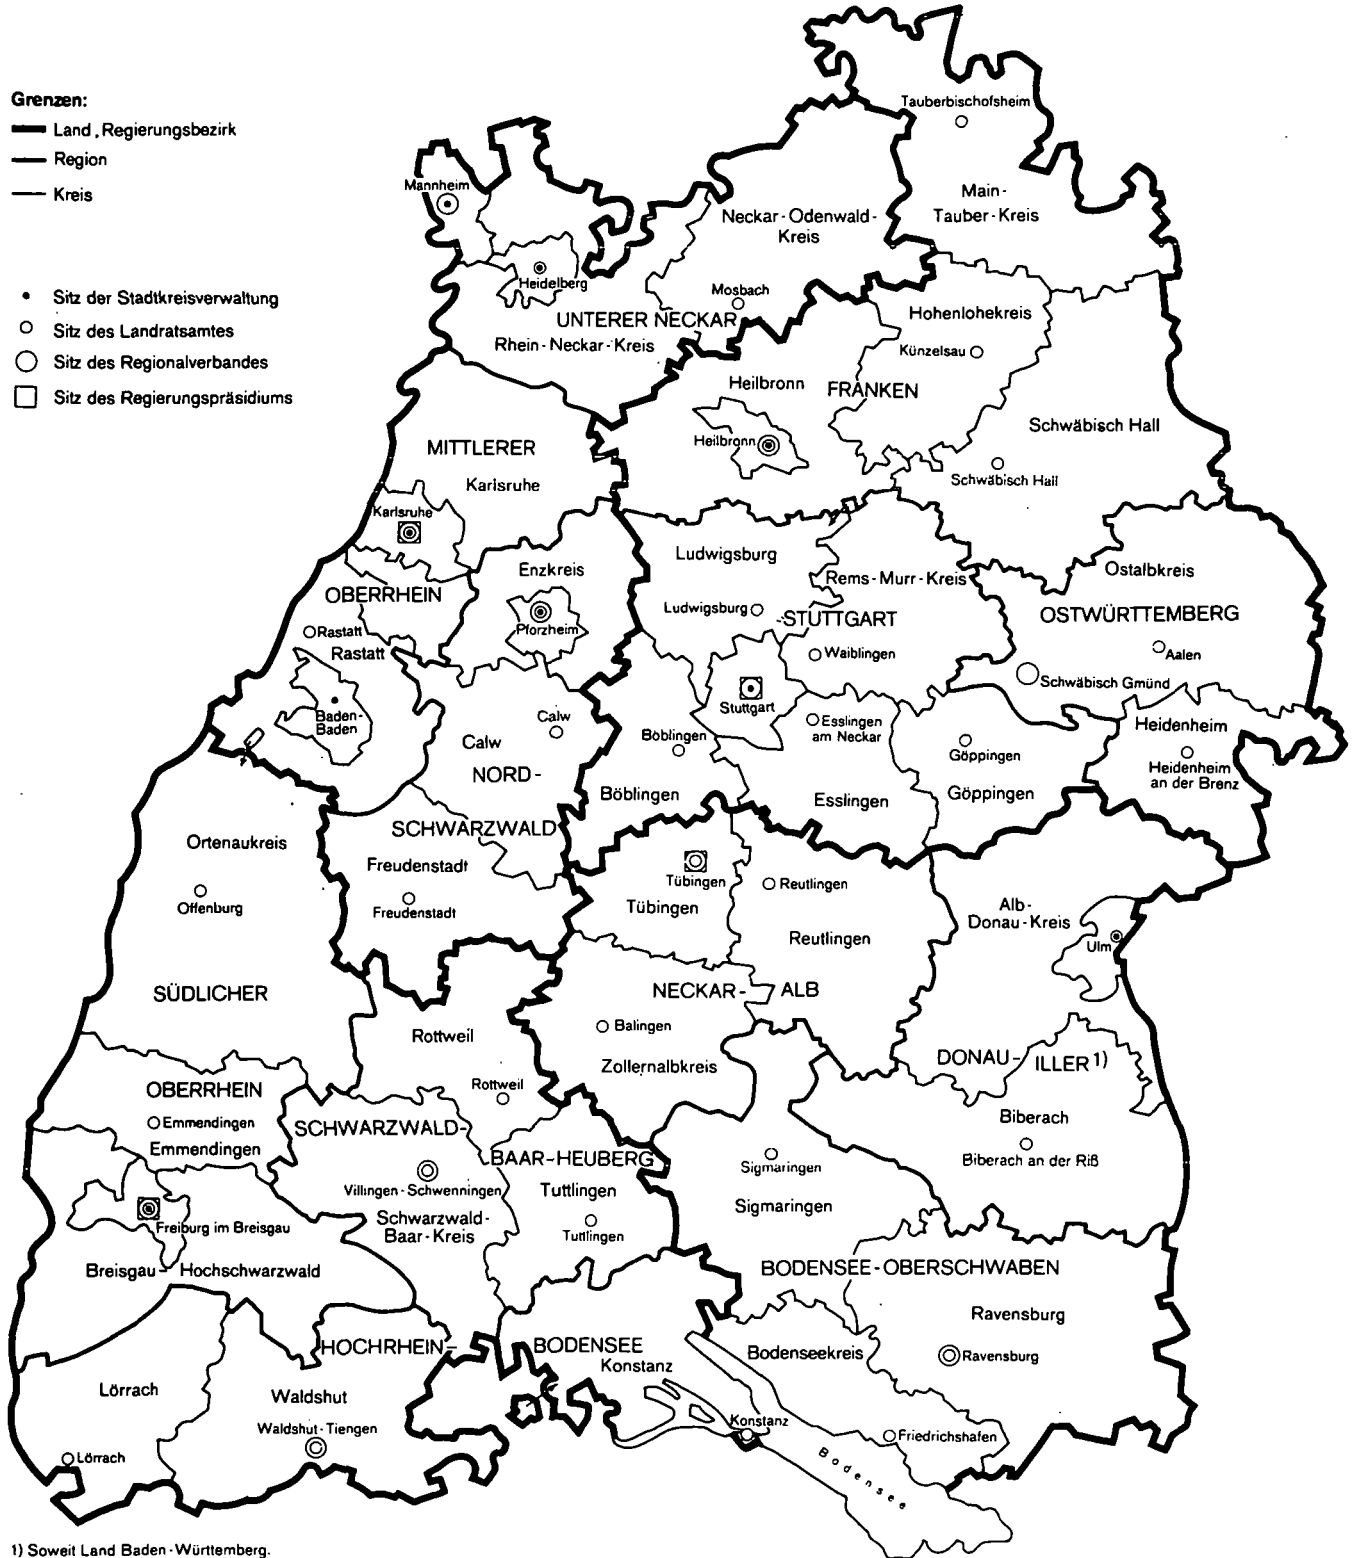 Grenzen:
Land, Regierungsbezirk
Region
Kreis
Sitz der Stadtkreisverwaltung
Sitz des Landratsamtes
Sitz des Regionalverbandes
Sitz des Regierungspräsidiums
Tauberbischofsheim
Main-
Tauber-Kreis
Mannheim
Neckar-Odenwald-
Kreis
Heidelberg
Mosbach
UNTERER NECKAR
Rhein-Neckar-Kreis
Hohenlohekreis
Künzelsau
Heilbronn
FRANKEN
Heilbronn
Schwäbisch Hall
Schwäbisch Hall
MITTLERER
Karlsruhe
Karlsruhe
OBERRHEIN
Enzkreis
Pforzheim
Ludwigsburg
Ludwigsburg
Rems-Murr-Kreis
-STUTTGART
Waiblingen
Ostalbkreis
OSTWÜRTTEMBERG
Aalen
Schwäbisch Gmünd
Rastatt
Rastatt
Baden-
Baden
Calw
Calw
NORD-
SCHWARZWALD
Stuttgart
Böblingen
Böblingen
Esslingen
am Neckar
Esslingen
Göppingen
Göppingen
Heidenheim
Heidenheim
an der Brenz
Ortenaukreis
Offenburg
Freudenstadt
Freudenstadt
Tübingen
Tübingen
Reutlingen
Reutlingen
Alb-
Donau-Kreis
Ulm
SÜDLICHER
OBERRHEIN
NECKAR-ALB
Balingen
Zollernalbkreis
Rottweil
Rottweil
DONAU-ILLER 1)
Biberach
Biberach an der Riß
Emmendingen
Emmendingen
SCHWARZWALD-
BAAR-HEUBERG
Villingen-Schwenningen
Schwarzwald-
Baar-Kreis
Tuttlingen
Tuttlingen
Sigmaringen
Sigmaringen
Freiburg im Breisgau
Breisgau-Hochschwarzwald
BODENSEE-OBERSCHWABEN
Ravensburg
Ravensburg
Bodenseekreis
Friedrichshafen
HOCHRHEIN-
BODENSEE
Konstanz
Konstanz
Bodensee
Lörrach
Lörrach
Waldshut
Waldshut-Tiengen
1) Soweit Land Baden-Württemberg.